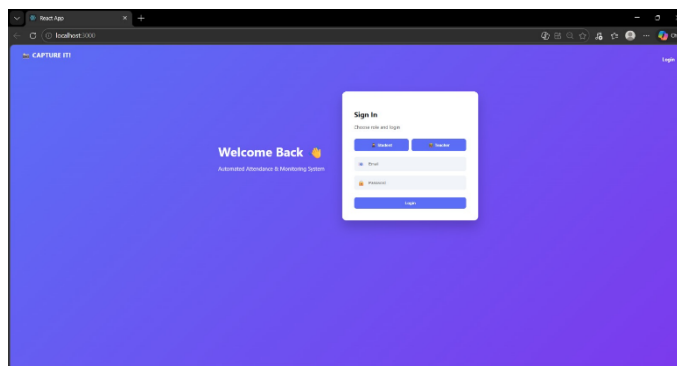 React App
localhost:3000
CAPTURE IT!
Login
Sign In
Choose role and login
Student
Teacher
Welcome Back 👋
Email
Automated Attendance & Monitoring System
Password
Login